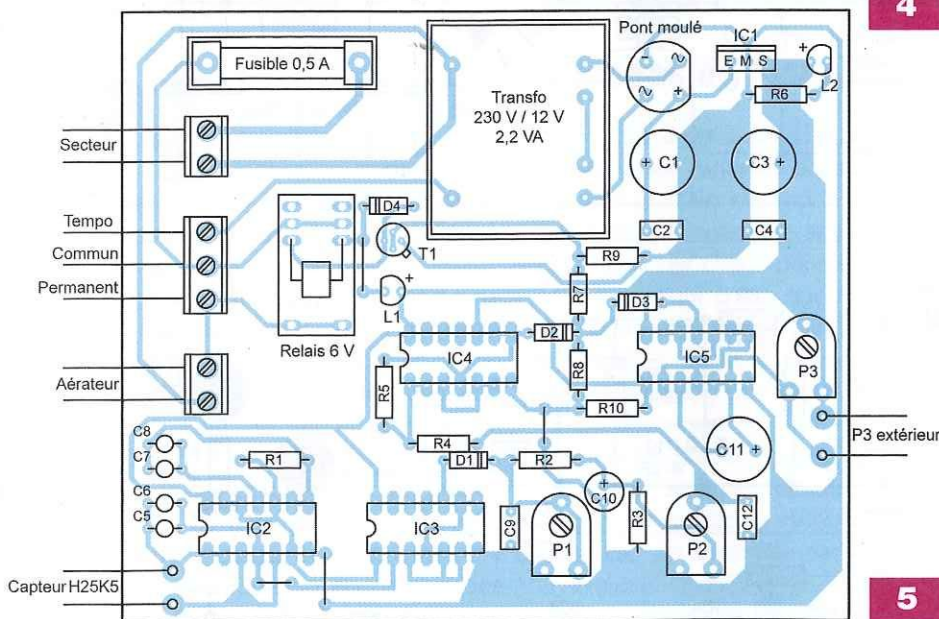 4
Fusible 0,5 A
Transfo
230 V / 12 V
2,2 VA
Pont moulé
-
+
IC1
E M S
+
L2
R6
Secteur
+ C1
+
C3
C2
C4
Tempo
Commun
Permanent
D4
T1
+
L1
Relais 6 V
R9
R7
D3
D2
IC4
R8
IC5
P3
R5
R10
Aérateur
P3 extérieur
C8
C7
R1
R4
D1
R2
+
C10
C11 +
C6
C5
IC2
IC3
C9
P1
R3
P2
C12
Capteur H25K5
5